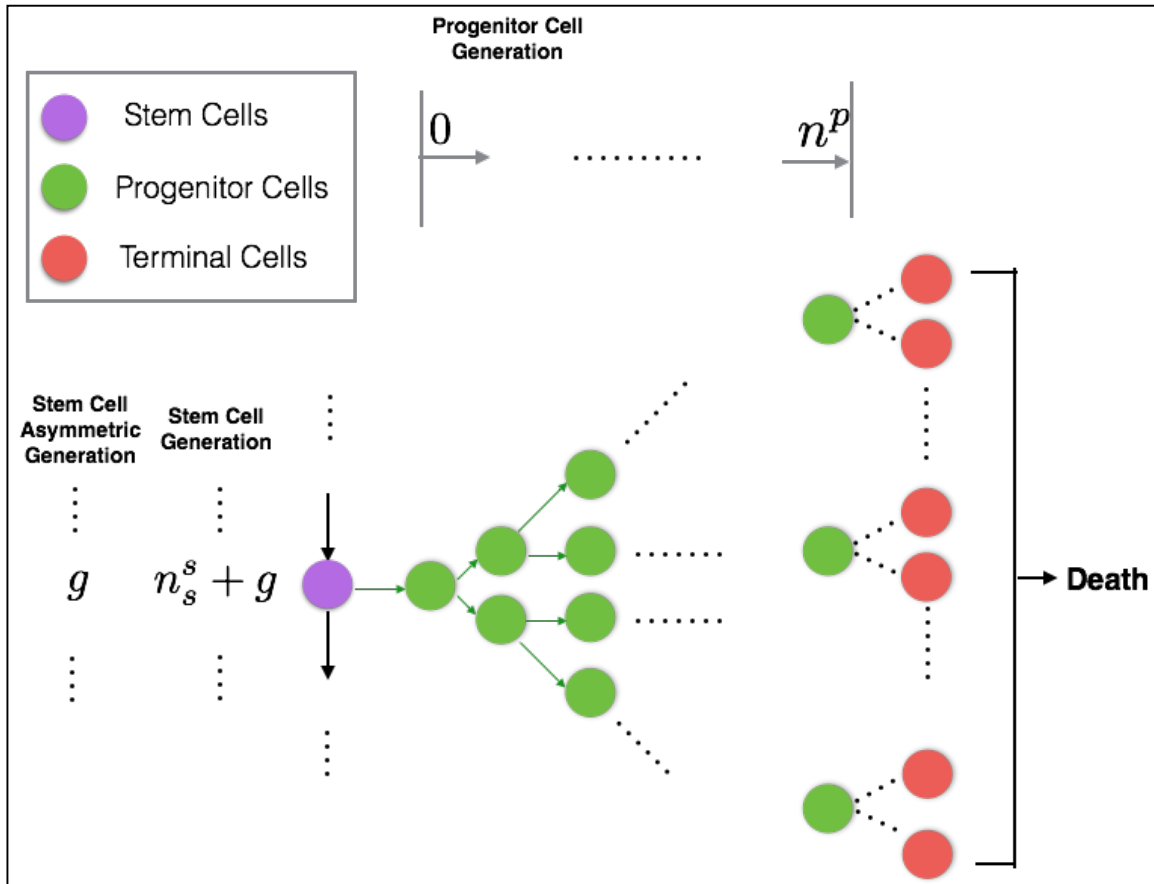 Progenitor Cell
Generation
Stem Cells
Progenitor Cells
Terminal Cells
0
..........
n^p
Stem Cell
Asymmetric
Generation
Stem Cell
Generation
g
n_s^s + g
Death